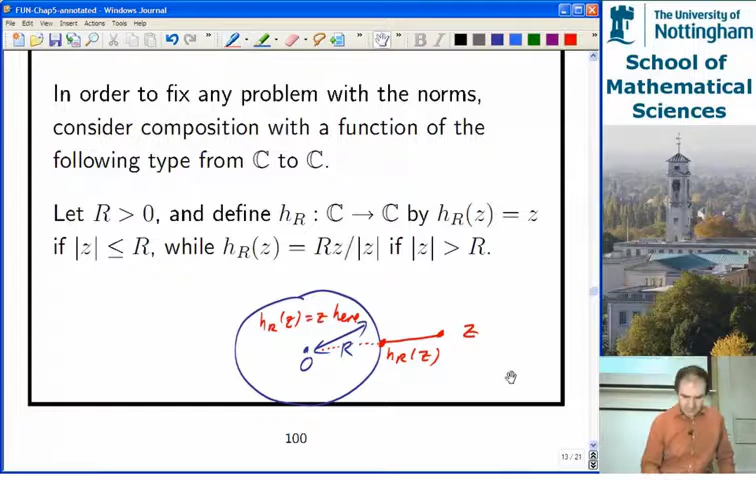 FUN-Chap5-annotated - Windows Journal
File Edit View Insert Actions Tools Help
B I
In order to fix any problem with the norms,
consider composition with a function of the
following type from ℂ to ℂ.
Let R > 0, and define h_R : ℂ → ℂ by h_R(z) = z
if |z| ≤ R, while h_R(z) = Rz/|z| if |z| > R.
h_R(z) = z here
z
R
h_R(z)
0
100
13 / 21
The University of
Nottingham
School of
Mathematical
Sciences